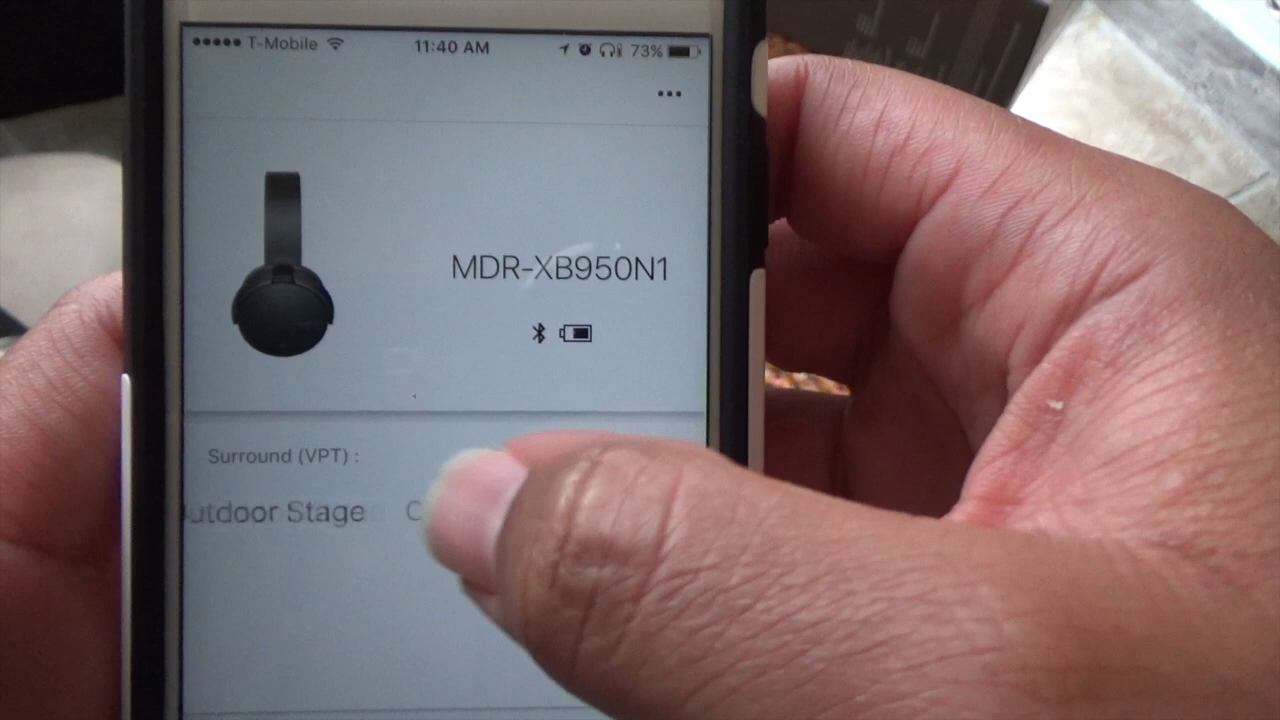 T-Mobile 11:40 AM 73%
MDR-XB950N1
Surround (VPT) :
utdoor Stage C